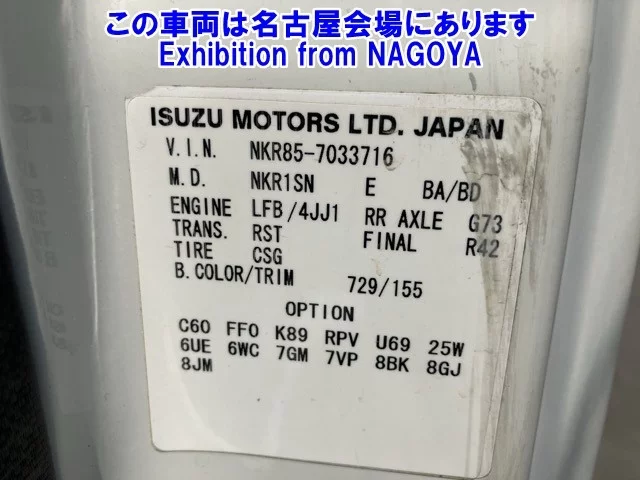 この車両は名古屋会場にあります
Exhibition from NAGOYA
ISUZU MOTORS LTD. JAPAN
V.I.N. NKR85-7033716
M.D. NKR1SN E BA/BD
ENGINE LFB/4JJ1 RR AXLE G73
TRANS. RST FINAL R42
TIRE CSG
B.COLOR/TRIM 729/155
OPTION
C60 FFO K89 RPV U69 25W
6UE 6WC 7GM 7VP 8BK 8GJ
8JM